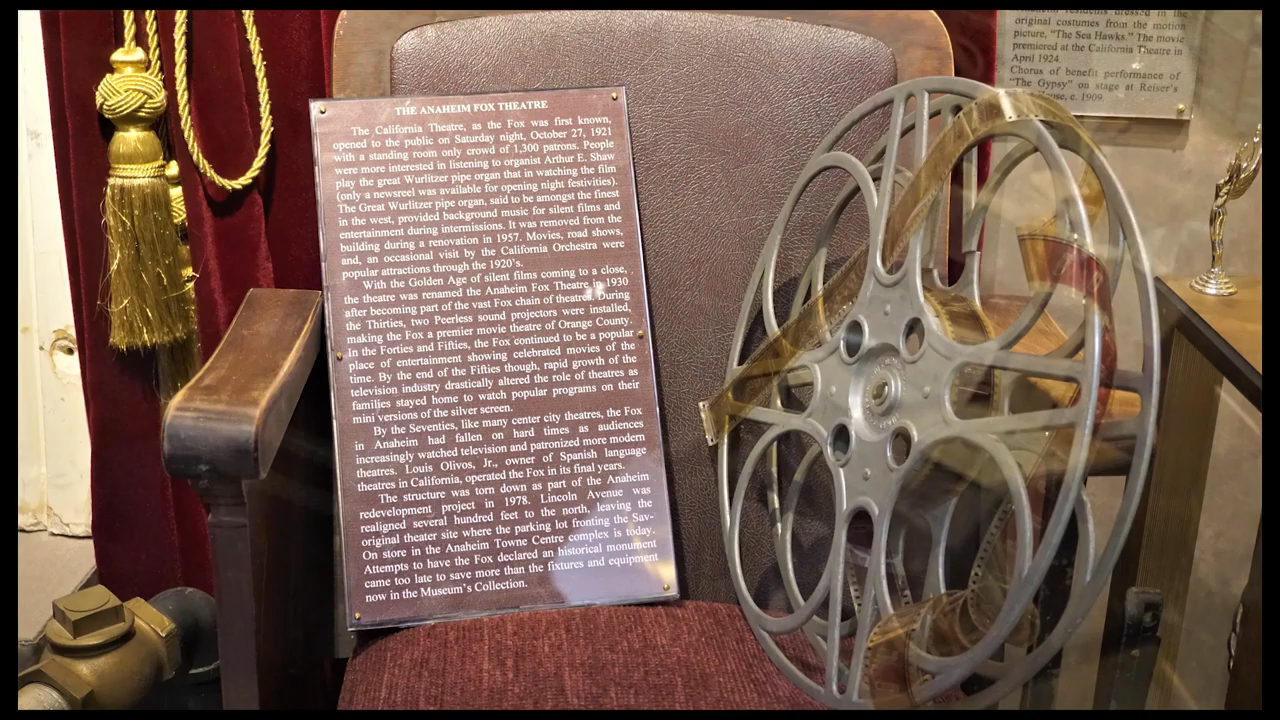 THE ANAHEIM FOX THEATRE
The California Theatre, as the Fox was first known,
opened to the public on Saturday night, October 27, 1921
with a standing room only crowd of 1,300 patrons. People
were more interested in listening to organist Arthur E. Shaw
play the great Wurlitzer pipe organ that in watching the film
(only a newsreel was available for opening night festivities).
The Great Wurlitzer pipe organ, said to be amongst the finest
in the west, provided background music for silent films and
entertainment during intermissions. It was removed from the
building during a renovation in 1957. Movies, road shows,
and, an occasional visit by the California Orchestra were
popular attractions through the 1920's.
With the Golden Age of silent films coming to a close,
the theatre was renamed the Anaheim Fox Theatre in 1930
after becoming part of the vast Fox chain of theatres. During
the Thirties, two Peerless sound projectors were installed,
making the Fox a premier movie theatre of Orange County.
In the Forties and Fifties, the Fox continued to be a popular
place of entertainment showing celebrated movies of the
time. By the end of the Fifties though, rapid growth of the
television industry drastically altered the role of theatres as
families stayed home to watch popular programs on their
mini versions of the silver screen.
By the Seventies, like many center city theatres, the Fox
in Anaheim had fallen on hard times as audiences
increasingly watched television and patronized more modern
theatres. Louis Olivos, Jr., owner of Spanish language
theatres in California, operated the Fox in its final years.
The structure was torn down as part of the Anaheim
redevelopment project in 1978. Lincoln Avenue was
realigned several hundred feet to the north, leaving the
original theater site where the parking lot fronting the Sav-
On store in the Anaheim Towne Centre complex is today.
Attempts to have the Fox declared an historical monument
came too late to save more than the fixtures and equipment
now in the Museum's Collection.
residents dressed in the
original costumes from the motion
picture, "The Sea Hawks." The movie
premiered at the California Theatre in
April 1924.
Chorus of benefit performance of
"The Gypsy" on stage at Reiser's
c. 1909.